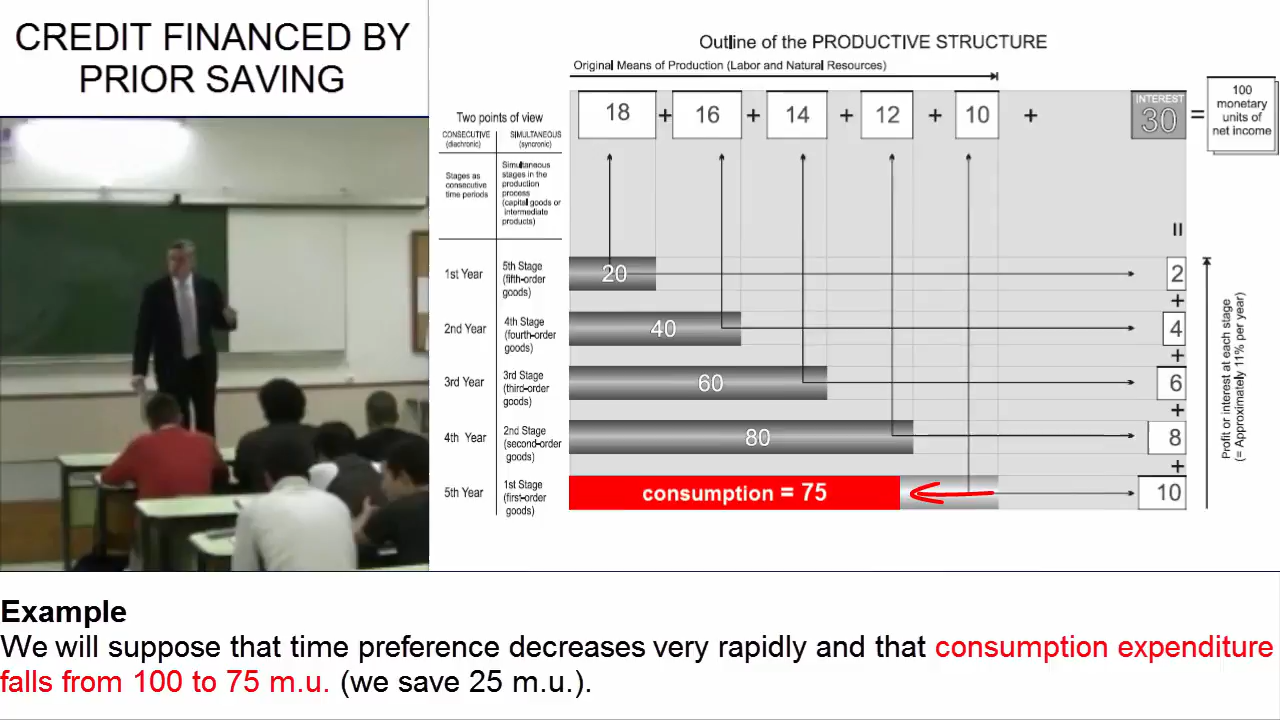 CREDIT FINANCED BY
PRIOR SAVING
Outline of the PRODUCTIVE STRUCTURE
Original Means of Production (Labor and Natural Resources)
18 + 16 + 14 + 12 + 10 + INTEREST 30 =
100
monetary
units of
net income
Two points of view
CONSECUTIVE
(diachronic)
SIMULTANEOUS
(syncronic)
Stages as
consecutive
time periods
Simultaneous
stages in the
production
process
(capital goods or
intermediate
products)
=
1st Year
5th Stage
(fifth-order
goods)
20
2
+
2nd Year
4th Stage
(fourth-order
goods)
40
4
+
3rd Year
3rd Stage
(third-order
goods)
60
6
+
4th Year
2nd Stage
(second-order
goods)
80
8
+
5th Year
1st Stage
(first-order
goods)
consumption = 75
10
Profit or interest at each stage
(= Approximately 11% per year)
Example
We will suppose that time preference decreases very rapidly and that consumption expenditure
falls from 100 to 75 m.u. (we save 25 m.u.).